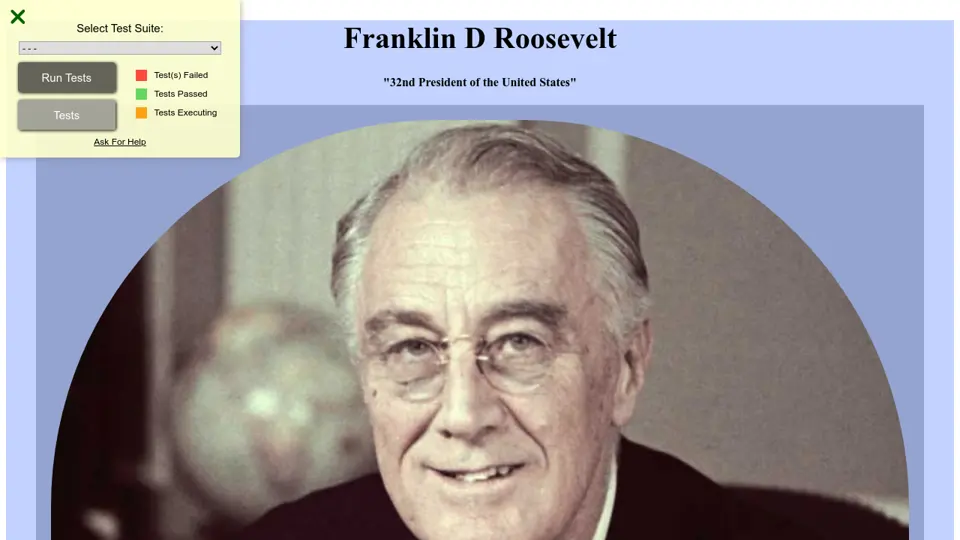 Select Test Suite:
- - -
Run Tests
Tests
Test(s) Failed
Tests Passed
Tests Executing
Ask For Help
Franklin D Roosevelt
"32nd President of the United States"